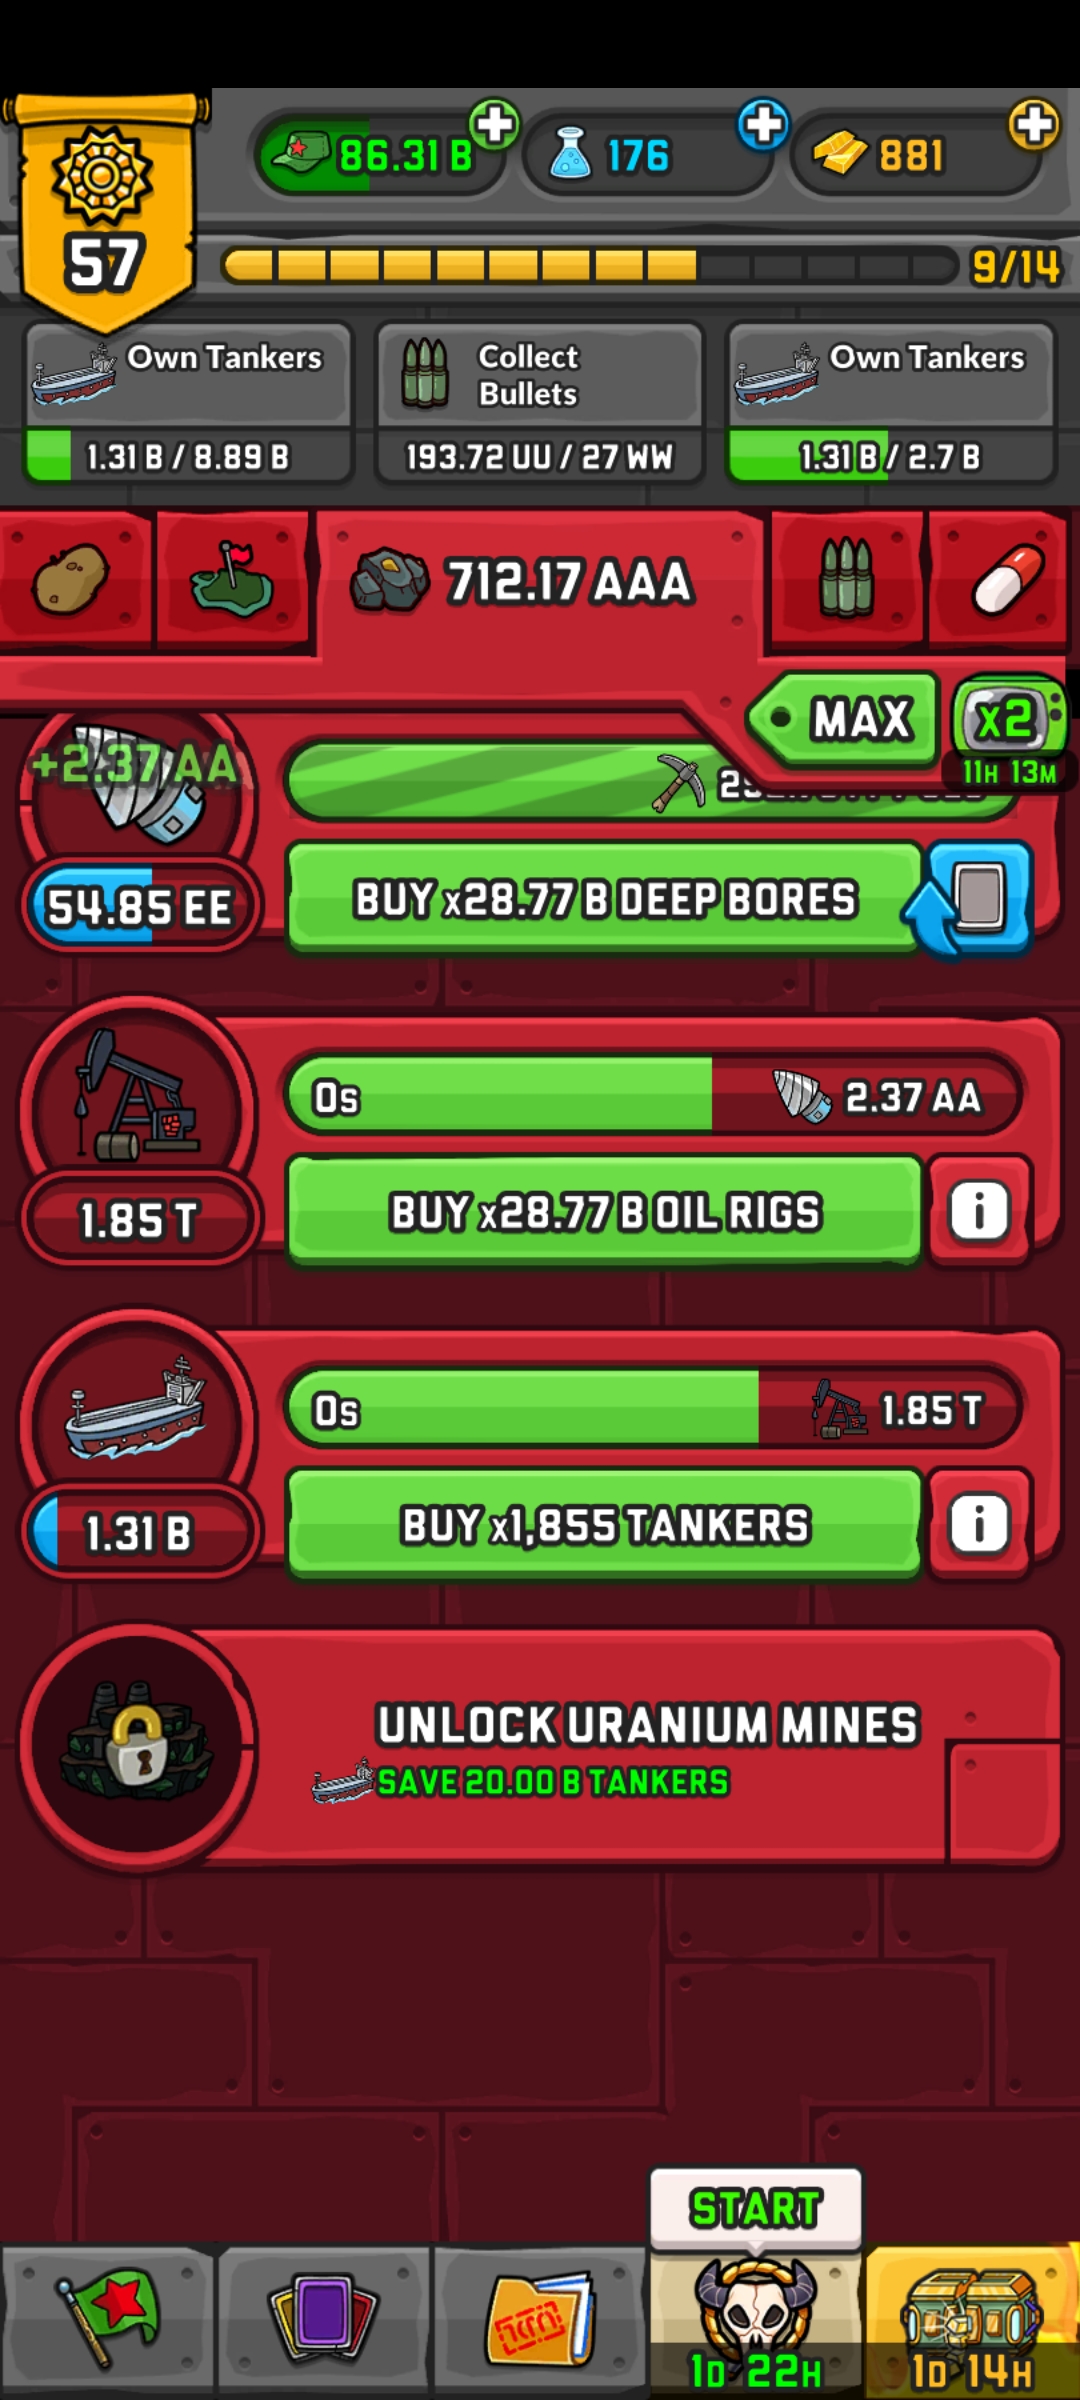 86.31 B
176
881
57
9/14
Own Tankers
1.31 B / 8.89 B
Collect
Bullets
193.72 UU / 27 WW
Own Tankers
1.31 B / 2.7 B
712.17 AAA
MAX
x2
11H 13M
+2.37 AA
54.85 EE
BUY x28.77 B DEEP BORES
0s
2.37 AA
1.85 T
BUY x28.77 B OIL RIGS
i
0s
1.85 T
1.31 B
BUY x1,855 TANKERS
i
UNLOCK URANIUM MINES
SAVE 20.00 B TANKERS
START
1D 22H
1D 14H